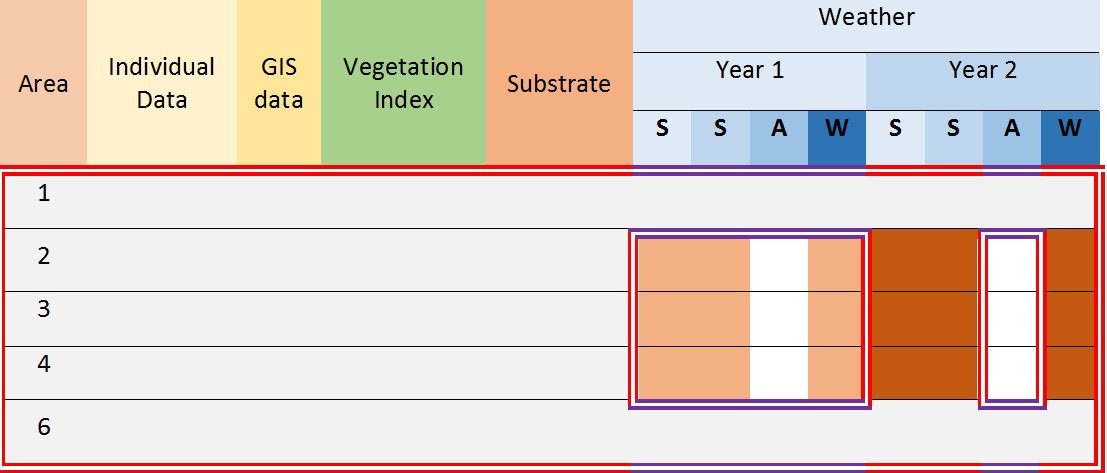 Weather
Area
Individual
Data
GIS
data
Vegetation
Index
Substrate
Year 1
Year 2
S S A W S S A W
1
2
3
4
6